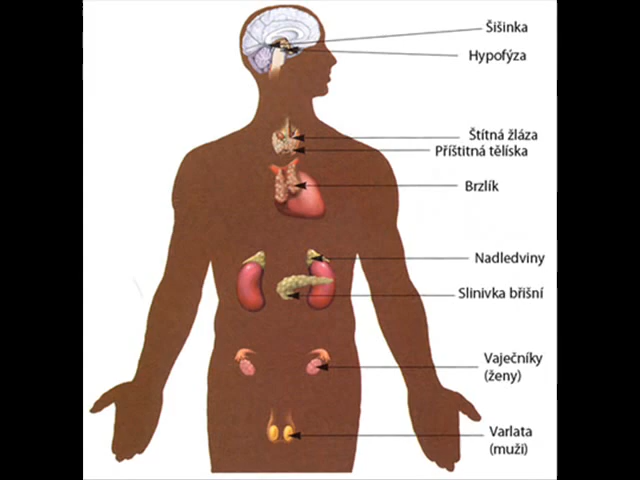 Šišinka
Hypofýza
Štítná žláza
Příštitná tělíska
Brzlík
Nadledviny
Slinivka břišní
Vaječníky
(ženy)
Varlata
(muži)